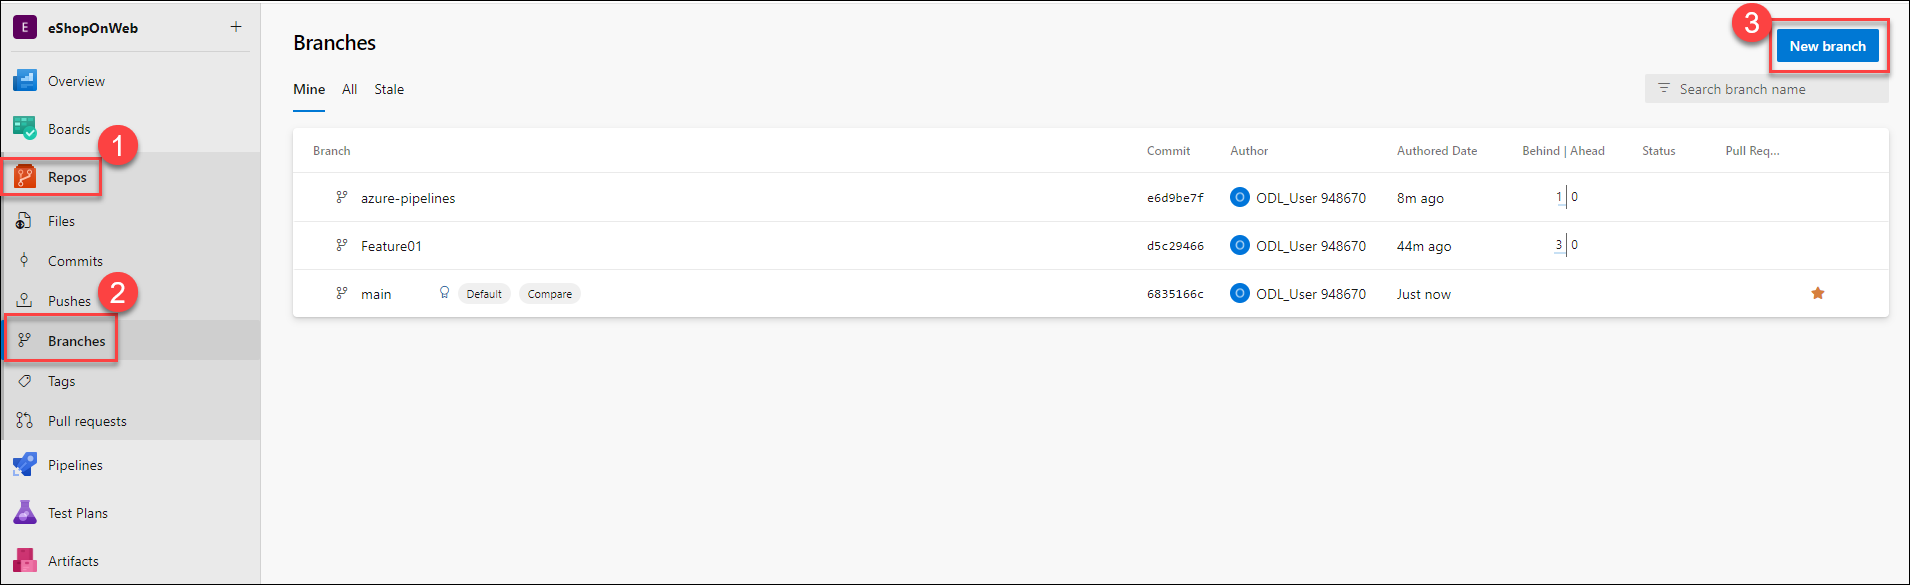 E eShopOnWeb +
Overview
Boards
1
Repos
Files
Commits
Pushes
2
Branches
Tags
Pull requests
Pipelines
Test Plans
Artifacts
Branches
3
New branch
Mine All Stale
Search branch name
Branch Commit Author Authored Date Behind | Ahead Status Pull Req...
azure-pipelines e6d9be7f O ODL_User 948670 8m ago 1 | 0
Feature01 d5c29466 O ODL_User 948670 44m ago 3 | 0
main Default Compare 6835166c O ODL_User 948670 Just now